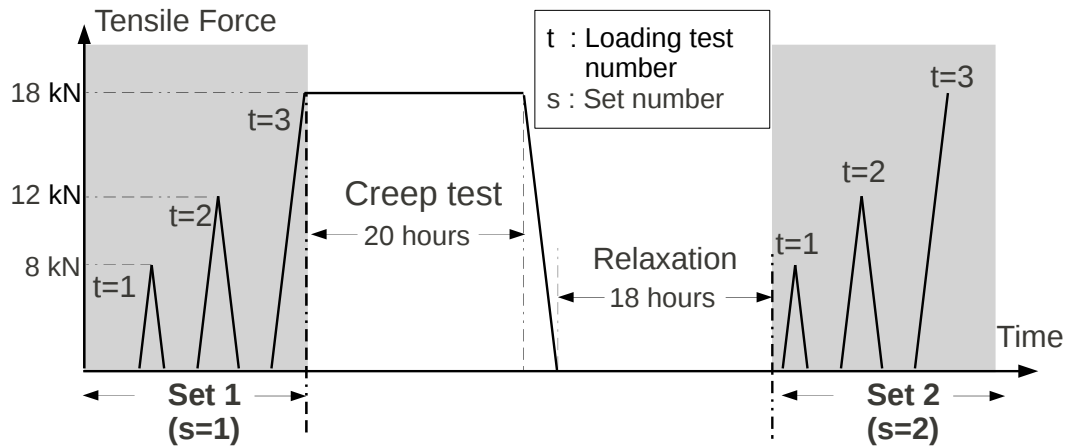 Tensile Force
t : Loading test
number
s : Set number
18 kN
t=3
t=3
12 kN
t=2
Creep test
t=2
20 hours
8 kN
t=1
Relaxation
t=1
18 hours
Time
Set 1
(s=1)
Set 2
(s=2)